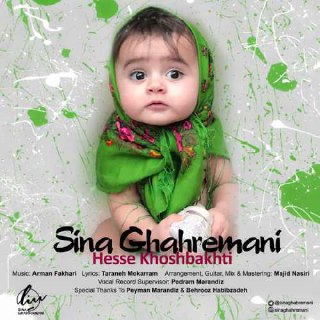 Sina Ghahremani
Hesse Khoshbakhti
Music: Arman Fakhari Lyrics: Taraneh Mokarram Arrangement, Guitar, Mix & Mastering: Majid Nasiri
Vocal Record Supervisor: Pedram Marandiz
Special Thanks To Peyman Marandiz & Behrooz Habibzadeh
@sinaghahremani
@sinaghahremani